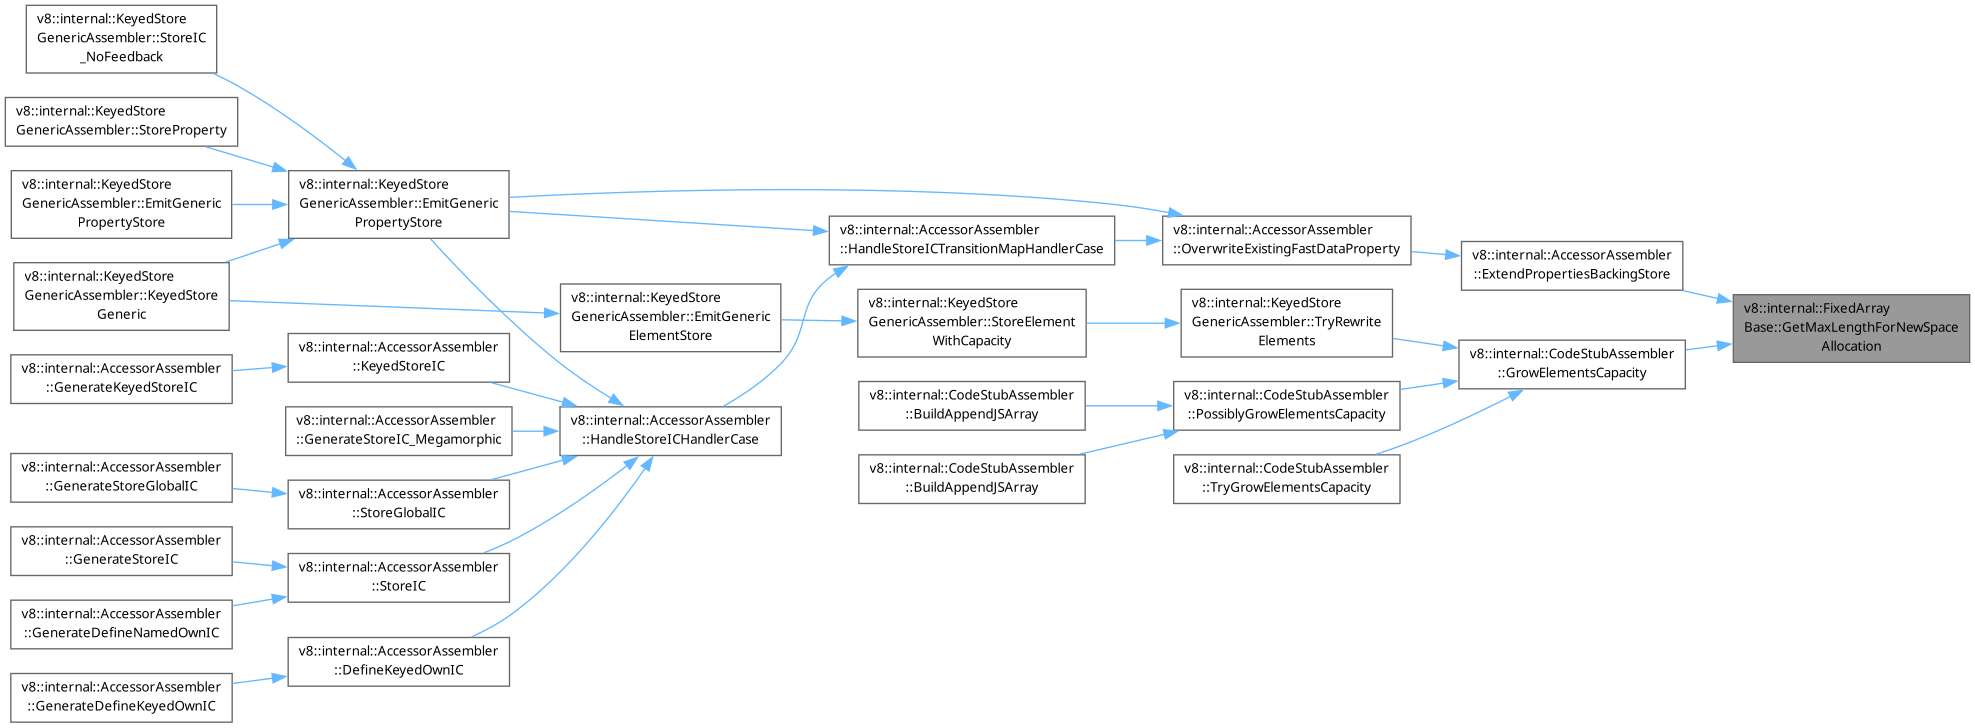 v8::internal::KeyedStore
GenericAssembler::StoreIC
_NoFeedback
v8::internal::KeyedStore
GenericAssembler::StoreProperty
v8::internal::KeyedStore
GenericAssembler::EmitGeneric
PropertyStore
v8::internal::KeyedStore
GenericAssembler::KeyedStore
Generic
v8::internal::AccessorAssembler
::GenerateKeyedStoreIC
v8::internal::AccessorAssembler
::GenerateStoreGlobalIC
v8::internal::AccessorAssembler
::GenerateStoreIC
v8::internal::AccessorAssembler
::GenerateDefineNamedOwnIC
v8::internal::AccessorAssembler
::GenerateDefineKeyedOwnIC
v8::internal::KeyedStore
GenericAssembler::EmitGeneric
PropertyStore
v8::internal::AccessorAssembler
::KeyedStoreIC
v8::internal::AccessorAssembler
::GenerateStoreIC_Megamorphic
v8::internal::AccessorAssembler
::StoreGlobalIC
v8::internal::AccessorAssembler
::StoreIC
v8::internal::AccessorAssembler
::DefineKeyedOwnIC
v8::internal::KeyedStore
GenericAssembler::EmitGeneric
ElementStore
v8::internal::AccessorAssembler
::HandleStoreICHandlerCase
v8::internal::AccessorAssembler
::HandleStoreICTransitionMapHandlerCase
v8::internal::KeyedStore
GenericAssembler::StoreElement
WithCapacity
v8::internal::CodeStubAssembler
::BuildAppendJSArray
v8::internal::CodeStubAssembler
::BuildAppendJSArray
v8::internal::AccessorAssembler
::OverwriteExistingFastDataProperty
v8::internal::KeyedStore
GenericAssembler::TryRewrite
Elements
v8::internal::CodeStubAssembler
::PossiblyGrowElementsCapacity
v8::internal::CodeStubAssembler
::TryGrowElementsCapacity
v8::internal::AccessorAssembler
::ExtendPropertiesBackingStore
v8::internal::CodeStubAssembler
::GrowElementsCapacity
v8::internal::FixedArray
Base::GetMaxLengthForNewSpace
Allocation